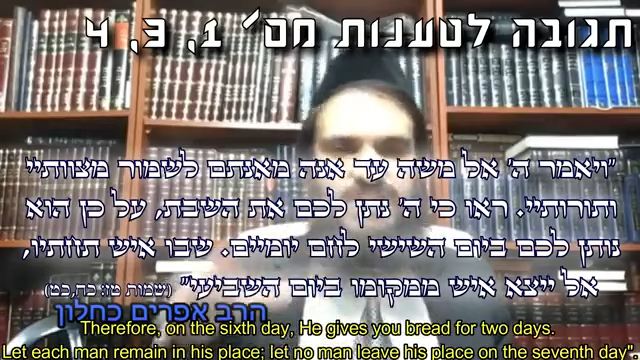 תגובה לטענות מס' 1, 3, 4
"ויאמר ה' אל משה עד אנה מאנתם לשמור מצוותיי
ותורותיי. ראו כי ה' נתן לכם את השבת, על כן הוא
נותן לכם ביום השישי לחם יומיים. שבו איש תחתיו,
אל ייצא איש ממקומו ביום השביעי" (שמות טז: כח,כט)
הרב אפרים כחלון
Therefore, on the sixth day, He gives you bread for two days.
Let each man remain in his place; let no man leave his place on the seventh day".